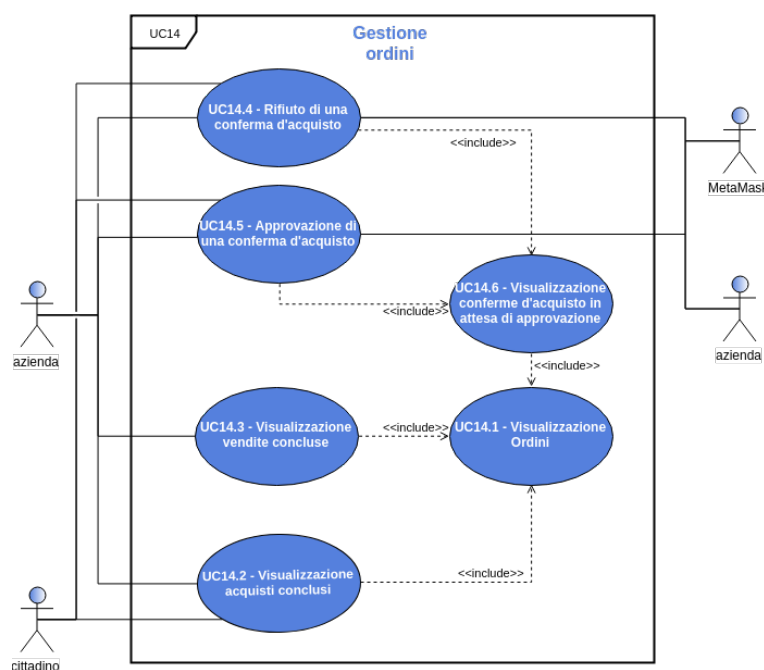 UC14
Gestione
ordini
UC14.4 - Rifiuto di una
conferma d'acquisto
<<include>>
MetaMask
UC14.5 - Approvazione di
una conferma d'acquisto
UC14.6 - Visualizzazione
conferme d'acquisto in
attesa di approvazione
<<include>>
azienda
azienda
<<include>>
UC14.3 - Visualizzazione
vendite concluse
<<include>>
UC14.1 - Visualizzazione
Ordini
UC14.2 - Visualizzazione
acquisti conclusi
<<include>>
cittadino